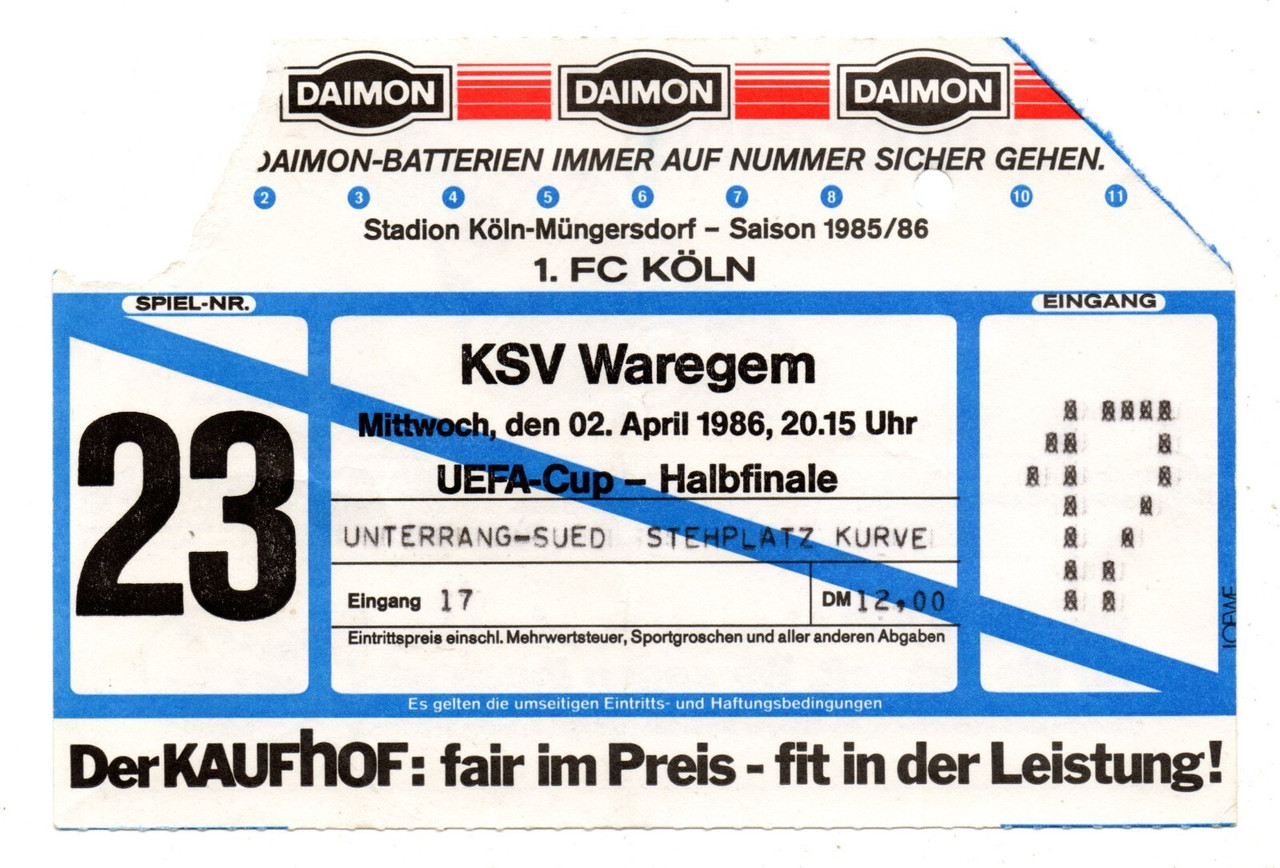 DAIMON DAIMON DAIMON
DAIMON-BATTERIEN IMMER AUF NUMMER SICHER GEHEN.
2 3 4 5 6 7 8 10 11
Stadion Köln-Müngersdorf – Saison 1985/86
1. FC KÖLN
SPIEL-NR.
EINGANG
23
KSV Waregem
Mittwoch, den 02. April 1986, 20.15 Uhr
UEFA-Cup – Halbfinale
UNTERRANG-SUED STEHPLATZ KURVE
Eingang 17
DM 12,00
Eintrittspreis einschl. Mehrwertsteuer, Sportgroschen und aller anderen Abgaben
17
LOEWE
Es gelten die umseitigen Eintritts- und Haftungsbedingungen
Der KAUFhOF: fair im Preis - fit in der Leistung!